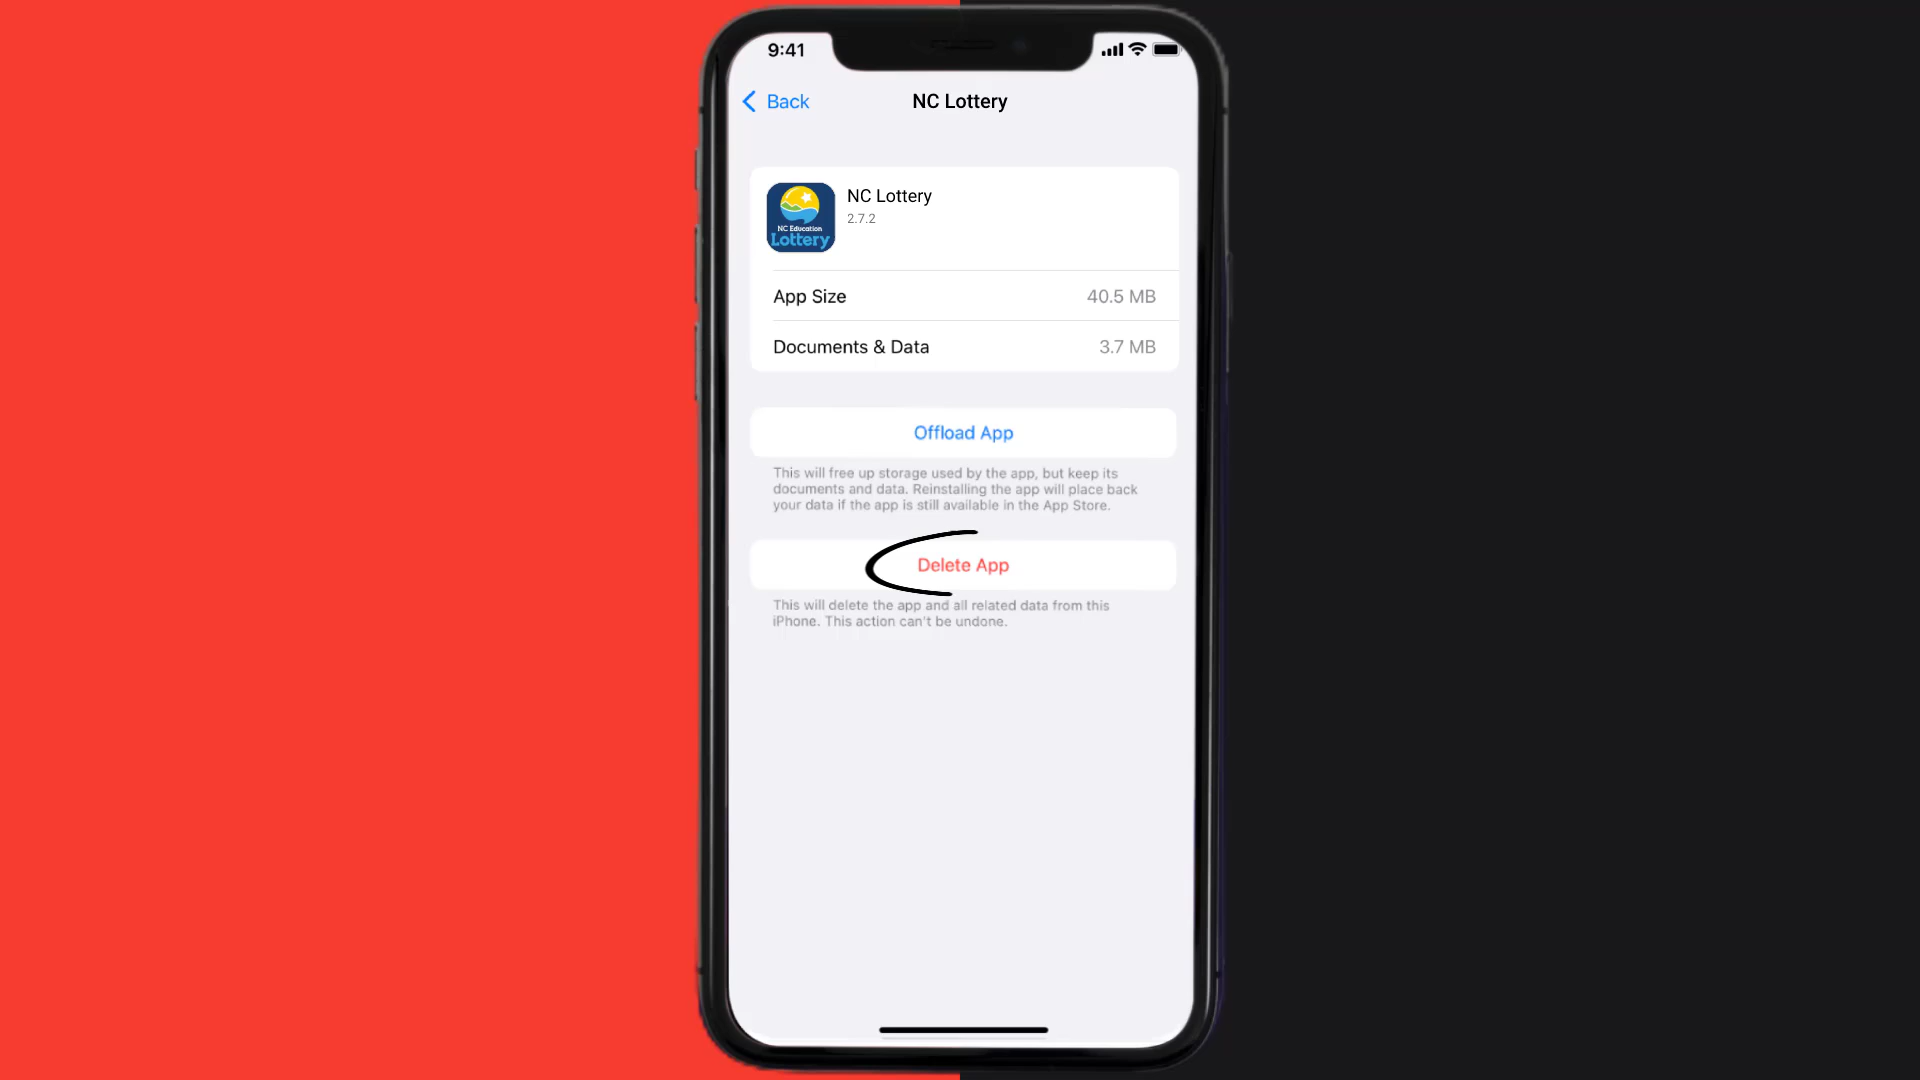 9:41
Back
NC Lottery
NC Education
Lottery
NC Lottery
2.7.2
App Size
40.5 MB
Documents & Data
3.7 MB
Offload App
This will free up storage used by the app, but keep its
documents and data. Reinstalling the app will place back
your data if the app is still available in the App Store.
Delete App
This will delete the app and all related data from this
iPhone. This action can't be undone.